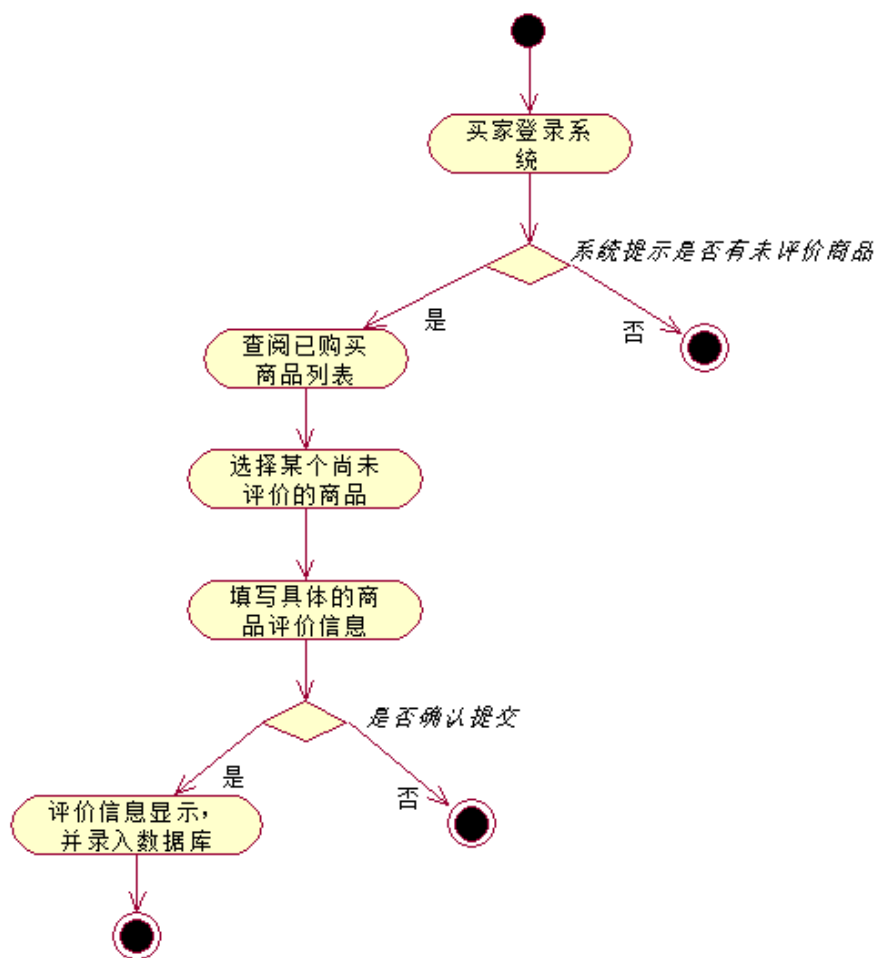 买家登录系
统
系统提示是否有未评价商品
是
否
查阅已购买
商品列表
选择某个尚未
评价的商品
填写具体的商
品评价信息
是否确认提交
是
否
评价信息显示，
并录入数据库